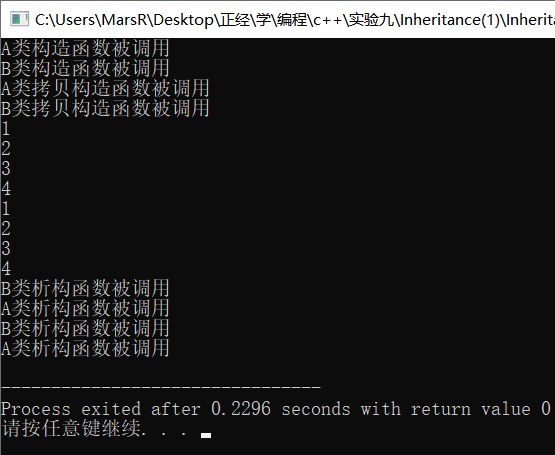 C:\Users\MarsR\Desktop\正经\学\编程\c++\实验九\Inheritance(1)\Inherita
A类构造函数被调用
B类构造函数被调用
A类拷贝构造函数被调用
B类拷贝构造函数被调用
1
2
3
4
1
2
3
4
B类析构函数被调用
A类析构函数被调用
B类析构函数被调用
A类析构函数被调用
--------------------------------
Process exited after 0.2296 seconds with return value 0
请按任意键继续. . .